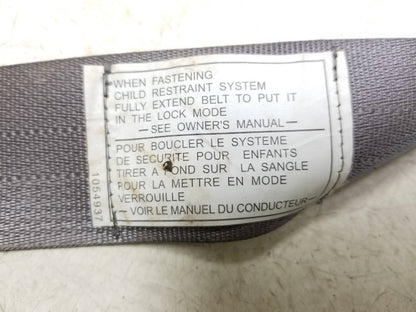 WHEN FASTENING
CHILD RESTRAINT SYSTEM
FULLY EXTEND BELT TO PUT IT
IN THE LOCK MODE
— SEE OWNER'S MANUAL —
POUR BOUCLER LE SYSTEME
DE SECURITE POUR ENFANTS
TIRER A FOND SUR LA SANGLE
POUR LA METTRE EN MODE
VERROUILLE
— VOIR LE MANUEL DU CONDUCTEUR —
1054937